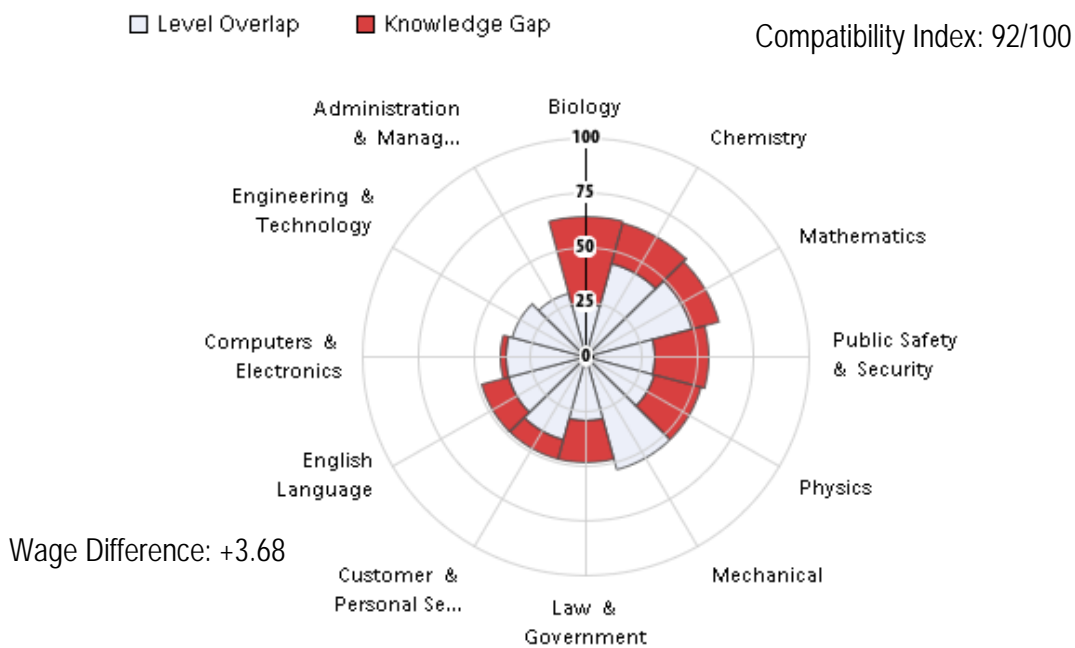 Level Overlap
Knowledge Gap
Compatibility Index: 92/100
Administration
& Manag...
Biology
Chemistry
100
Engineering &
Technology
75
Mathematics
50
25
Computers &
Electronics
0
Public Safety
& Security
English
Language
Physics
Wage Difference: +3.68
Customer &
Personal Se...
Mechanical
Law &
Government